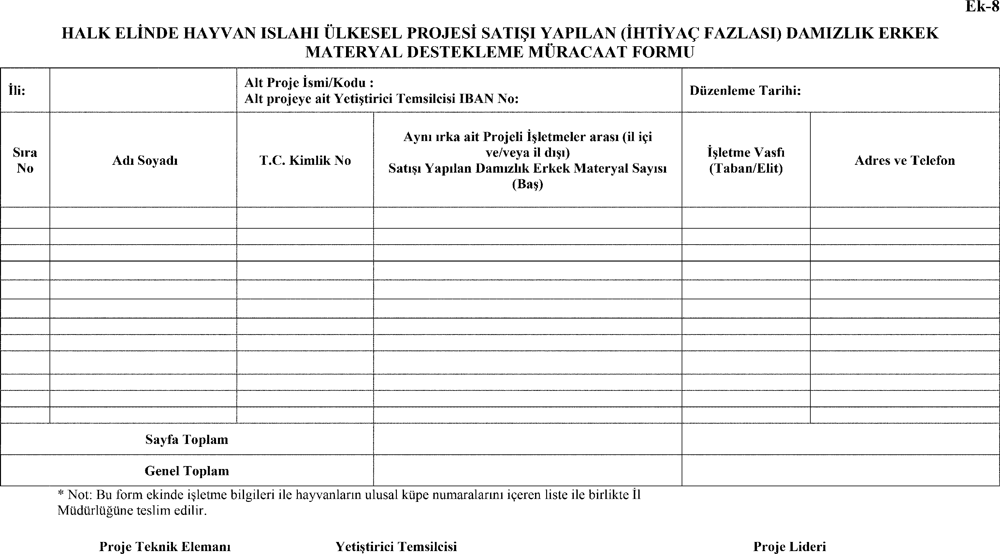 Ek-8
HALK ELİNDE HAYVAN ISLAHI ÜLKESEL PROJESİ SATIŞI YAPILAN (İHTİYAÇ FAZLASI) DAMIZLIK ERKEK
MATERYAL DESTEKLEME MÜRACAAT FORMU
İli:
Alt Proje İsmi/Kodu :
Alt projeye ait Yetiştirici Temsilcisi IBAN No:
Düzenleme Tarihi:
Sıra
No
Adı Soyadı
T.C. Kimlik No
Aynı ırka ait Projeli İşletmeler arası (il içi
ve/veya il dışı)
Satışı Yapılan Damızlık Erkek Materyal Sayısı
(Baş)
İşletme Vasfı
(Taban/Elit)
Adres ve Telefon
Sayfa Toplam
Genel Toplam
* Not: Bu form ekinde işletme bilgileri ile hayvanların ulusal küpe numaralarını içeren liste ile birlikte İl
Müdürlüğüne teslim edilir.
Proje Teknik Elemanı
Yetiştirici Temsilcisi
Proje Lideri